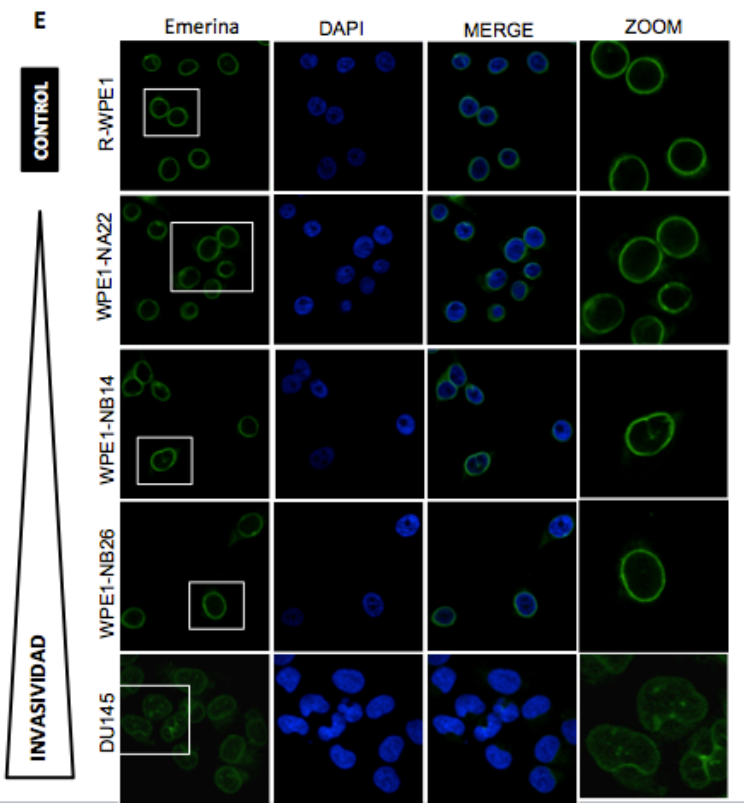 E
Emerina
DAPI
MERGE
ZOOM
CONTROL
R-WPE1
WPE1-NA22
WPE1-NB14
WPE1-NB26
DU145
INVASIVIDAD